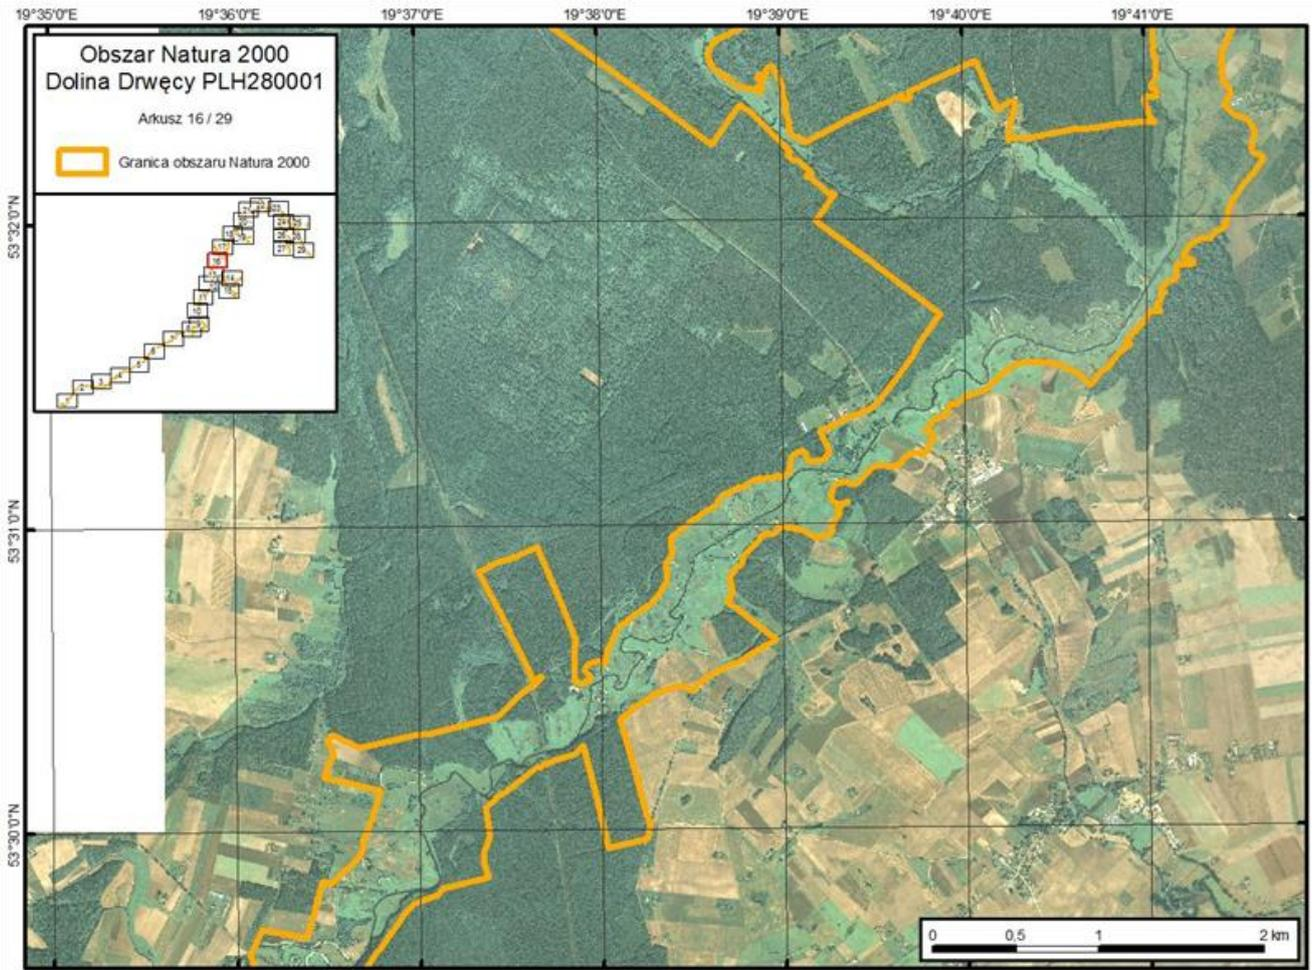 19°35'0"E 19°36'0"E 19°37'0"E 19°38'0"E 19°39'0"E 19°40'0"E 19°41'0"E
Obszar Natura 2000
Dolina Drwęcy PLH280001
Arkusz 16 / 29
Granica obszaru Natura 2000
53°32'0"N
53°31'0"N
53°30'0"N
0 0,5 1 2 km